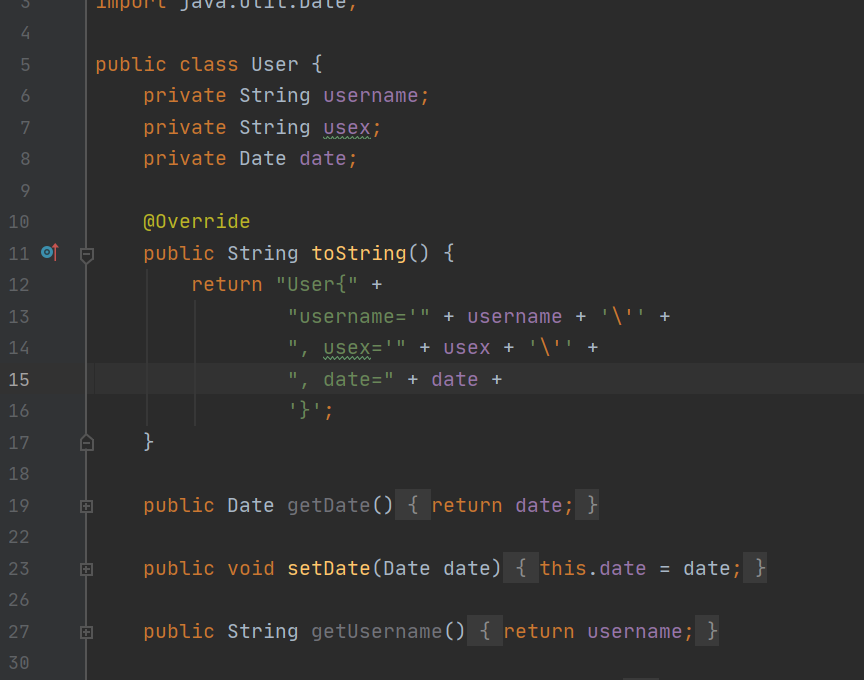 3 import java.util.Date;
4
5 public class User {
6 private String username;
7 private String usex;
8 private Date date;
9
10 @Override
11 public String toString() {
12 return "User{" +
13 "username='" + username + '\'' +
14 ", usex='" + usex + '\'' +
15 ", date=" + date +
16 '}';
17 }
18
19 public Date getDate() { return date; }
22
23 public void setDate(Date date) { this.date = date; }
26
27 public String getUsername() { return username; }
30